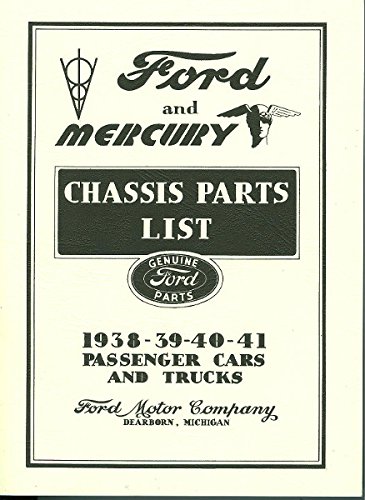 V8
Ford
and
MERCURY
CHASSIS PARTS
LIST
GENUINE
Ford
PARTS
1938-39-40-41
PASSENGER CARS
AND TRUCKS
Ford Motor Company
DEARBORN, MICHIGAN